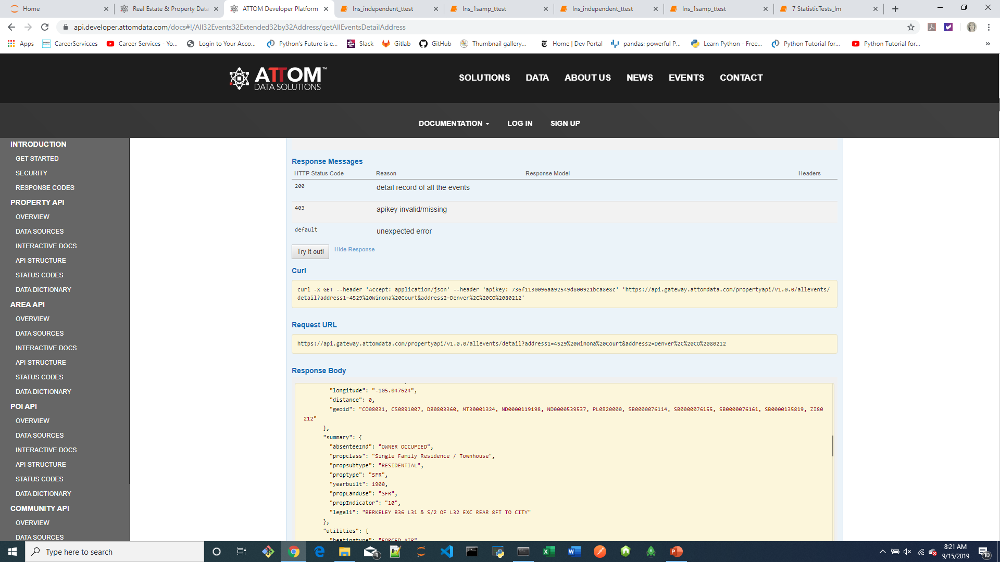 Home
Real Estate & Property Data
ATTOM Developer Platform
Ins_independent_ttest
Ins_1samp_ttest
Ins_independent_ttest
Ins_1samp_ttest
7 StatisticTests_Im
api.developer.attomdata.com/docs#!/All32Events32Extended32by32Address/getAllEventsDetailAddress
Apps
CareerServicces
Career Services - Yo...
Login to Your Acco...
Python's Future is e...
Slack
Gitlab
GitHub
Thumbnail gallery...
Home | Dev Portal
pandas: powerful P...
Learn Python - Free...
Python Tutorial for...
Python Tutorial for...
»
ATTOM™
DATA SOLUTIONS
SOLUTIONS
DATA
ABOUT US
NEWS
EVENTS
CONTACT
DOCUMENTATION
LOG IN
SIGN UP
INTRODUCTION
GET STARTED
SECURITY
RESPONSE CODES
PROPERTY API
OVERVIEW
DATA SOURCES
INTERACTIVE DOCS
API STRUCTURE
STATUS CODES
DATA DICTIONARY
AREA API
OVERVIEW
DATA SOURCES
INTERACTIVE DOCS
API STRUCTURE
STATUS CODES
DATA DICTIONARY
POI API
OVERVIEW
DATA SOURCES
INTERACTIVE DOCS
API STRUCTURE
STATUS CODES
DATA DICTIONARY
COMMUNITY API
OVERVIEW
DATA SOURCES
Response Messages
HTTP Status Code Reason Response Model Headers
200 detail record of all the events
403 apikey invalid/missing
default unexpected error
Try it out! Hide Response
Curl
curl -X GET --header 'Accept: application/json' --header 'apikey: 736f1130096aa92549d800921bca8e8c' 'https://api.gateway.attomdata.com/propertyapi/v1.0.0/allevents/
detail?address1=4529%20Winona%20Court&address2=Denver%2C%20CO%2080212'
Request URL
https://api.gateway.attomdata.com/propertyapi/v1.0.0/allevents/detail?address1=4529%20Winona%20Court&address2=Denver%2C%20CO%2080212
Response Body
"longitude": "-105.047624",
"distance": 0,
"geoid": "CO08031, CS0891007, DB0803360, MT30001324, ND0000119198, ND0000539537, PL0820000, SB0000076114, SB0000076155, SB0000076161, SB0000135819, ZI80
212"
},
"summary": {
"absenteeInd": "OWNER OCCUPIED",
"propclass": "Single Family Residence / Townhouse",
"propsubtype": "RESIDENTIAL",
"proptype": "SFR",
"yearbuilt": 1900,
"propLandUse": "SFR",
"propIndicator": "10",
"legal1": "BERKELEY B36 L31 & S/2 OF L32 EXC REAR 8FT TO CITY"
},
"utilities": {
"heatingtype": "FORCED AIR"
Type here to search
1
8:21 AM
9/15/2019
10